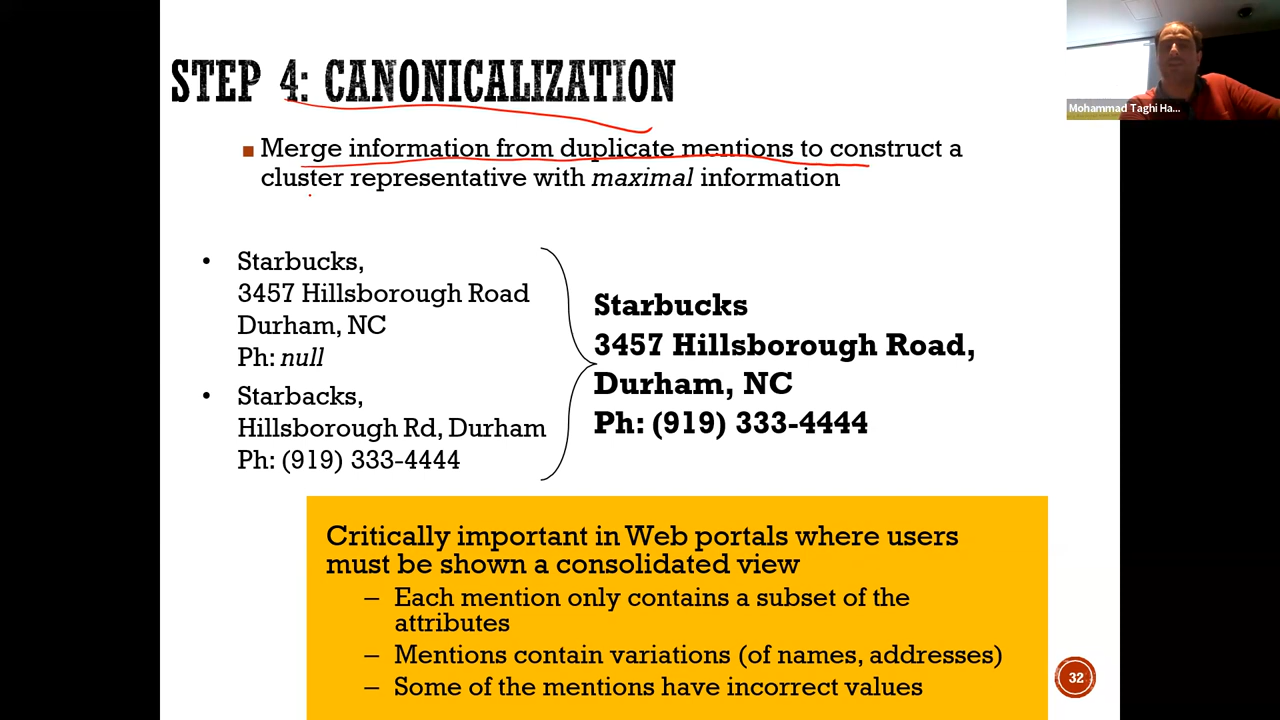 STEP 4: CANONICALIZATION
Mohammad Taghi Ha...
■ Merge information from duplicate mentions to construct a
cluster representative with maximal information
• Starbucks,
3457 Hillsborough Road
Durham, NC
Ph: null
• Starbacks,
Hillsborough Rd, Durham
Ph: (919) 333-4444
Starbucks
3457 Hillsborough Road,
Durham, NC
Ph: (919) 333-4444
Critically important in Web portals where users
must be shown a consolidated view
– Each mention only contains a subset of the
attributes
– Mentions contain variations (of names, addresses)
– Some of the mentions have incorrect values
32